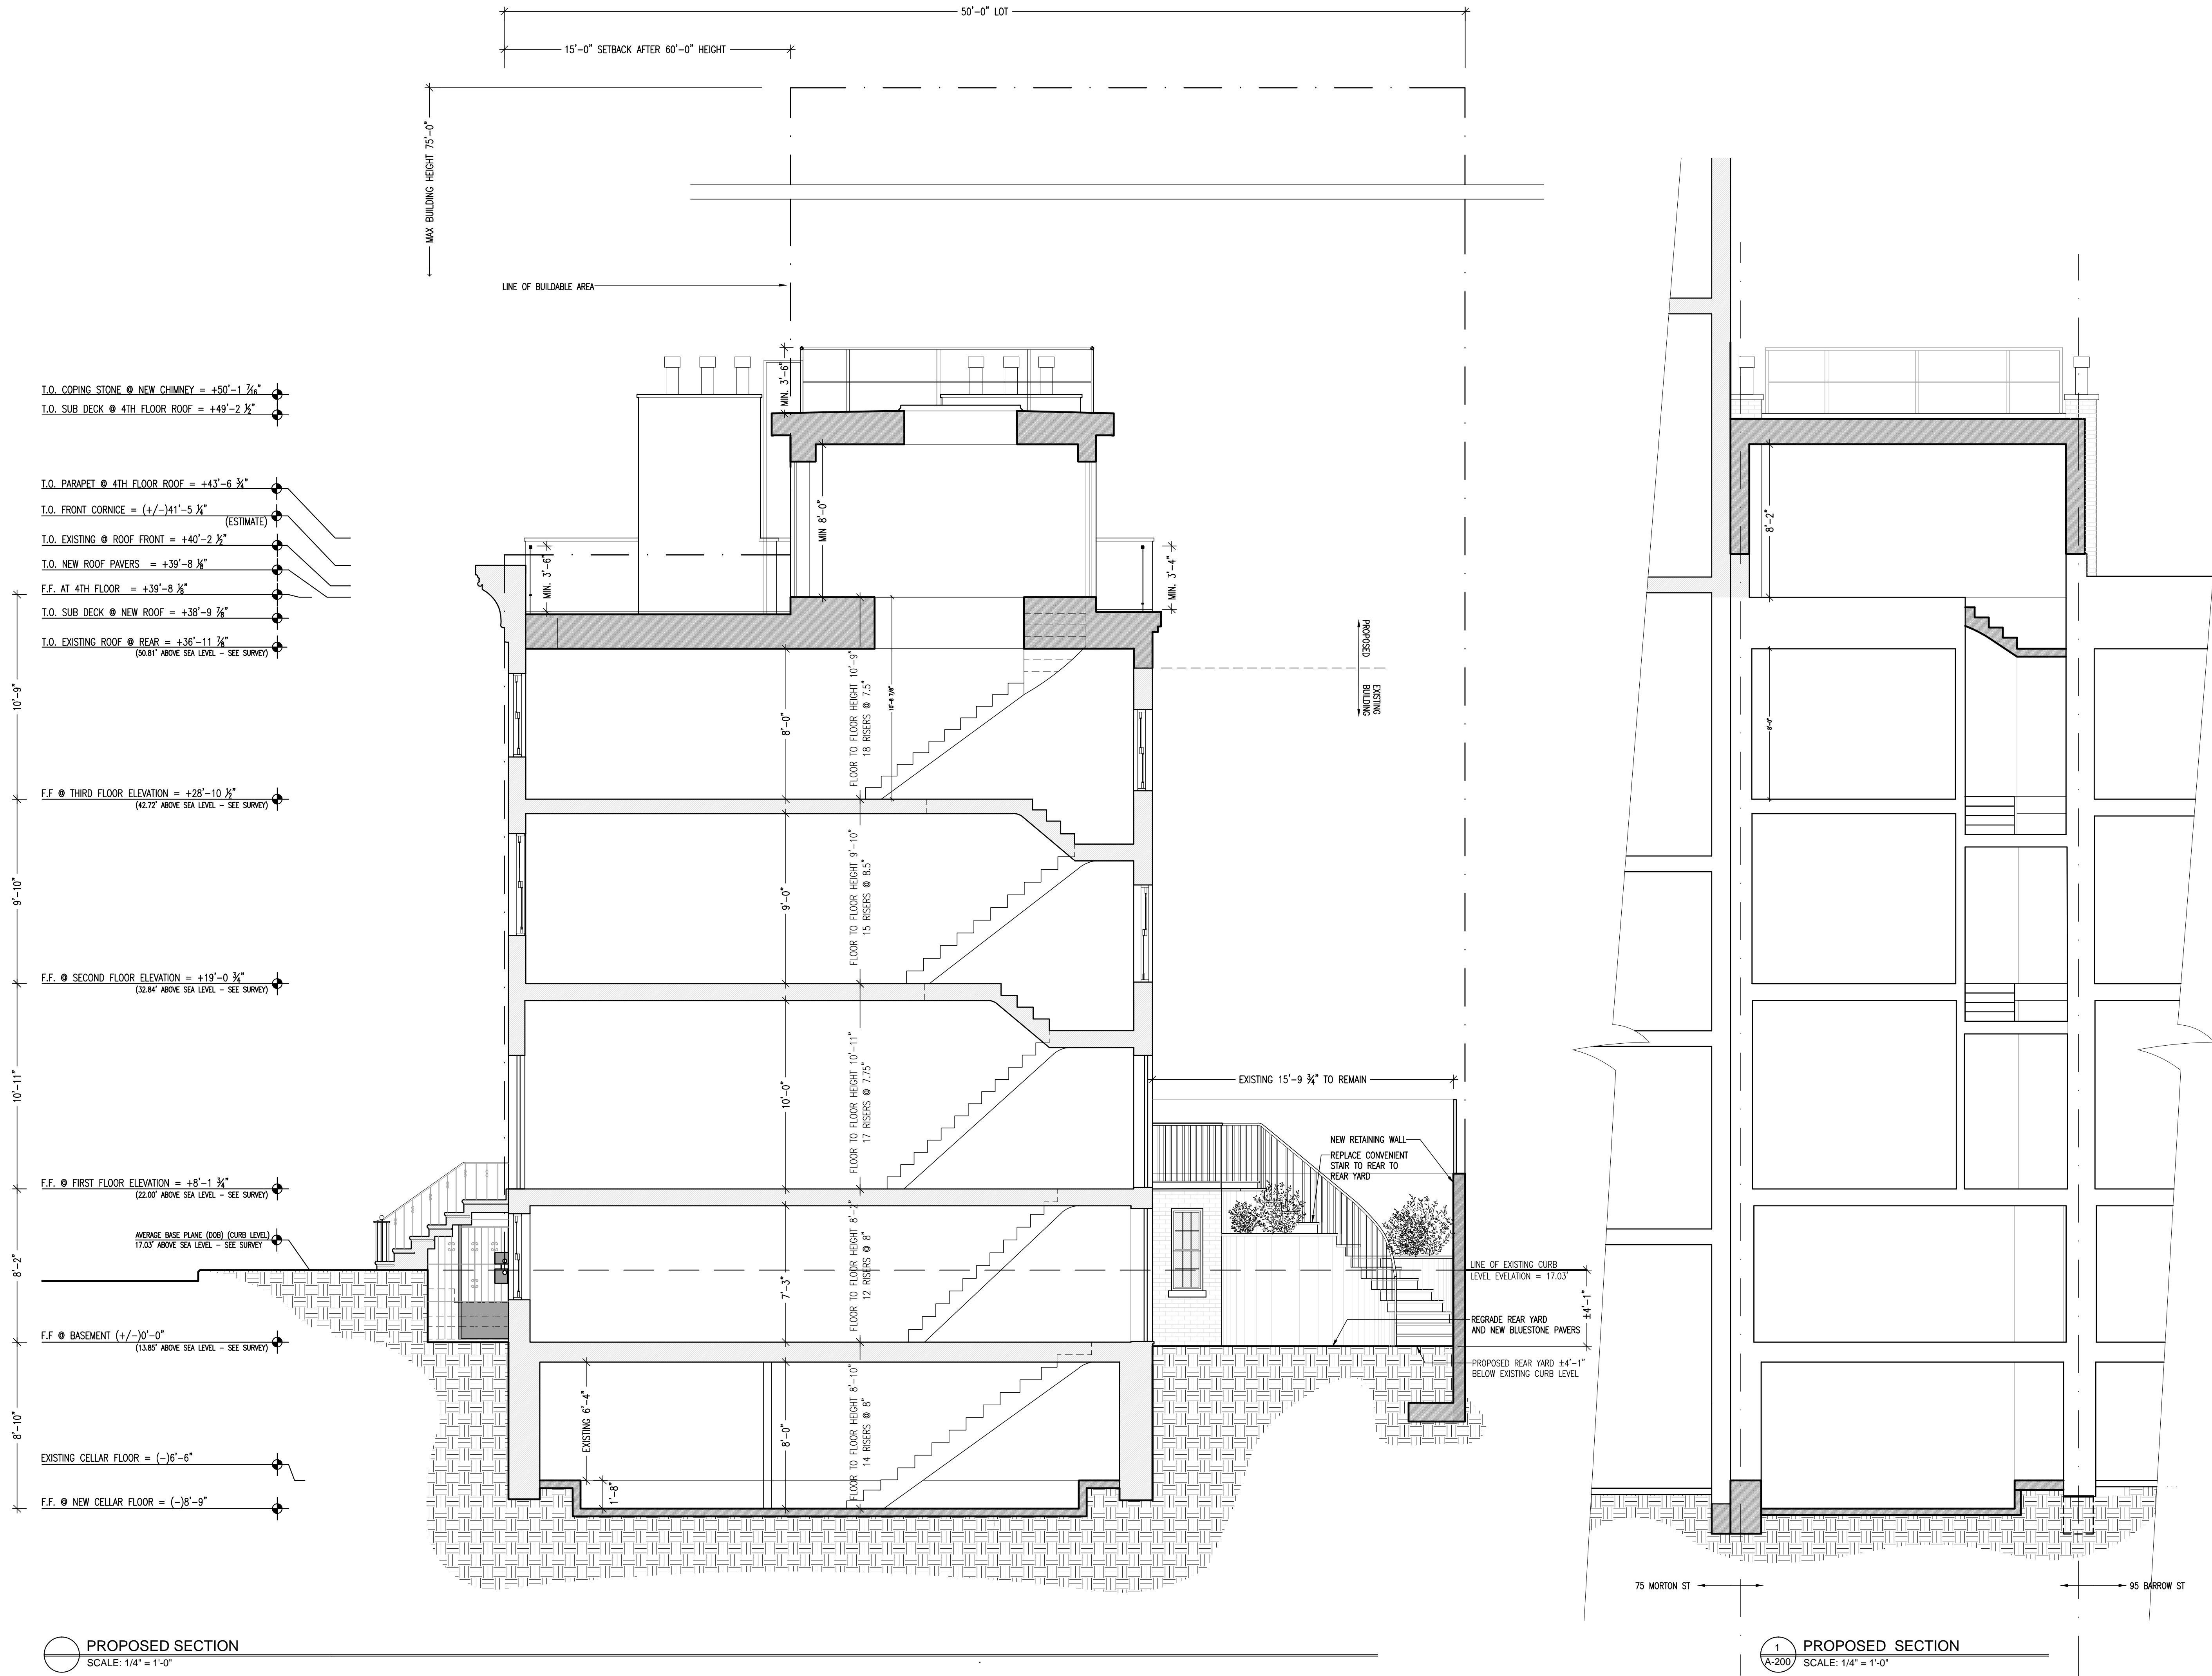 50'-0" LOT
15'-0" SETBACK AFTER 60'-0" HEIGHT
MAX BUILDING HEIGHT 75'-0"
LINE OF BUILDABLE AREA
T.O. COPING STONE @ NEW CHIMNEY = +50'-1 7/16"
T.O. SUB DECK @ 4TH FLOOR ROOF = +49'-2 1/2"
T.O. PARAPET @ 4TH FLOOR ROOF = +43'-6 3/4"
T.O. FRONT CORNICE = (+/-)41'-5 1/4"
(ESTIMATE)
T.O. EXISTING @ ROOF FRONT = +40'-2 1/2"
T.O. NEW ROOF PAVERS = +39'-8 1/8"
F.F. AT 4TH FLOOR = +39'-8 1/8"
T.O. SUB DECK @ NEW ROOF = +38'-9 7/8"
T.O. EXISTING ROOF @ REAR = +36'-11 7/8"
(50.81' ABOVE SEA LEVEL - SEE SURVEY)
F.F @ THIRD FLOOR ELEVATION = +28'-10 1/2"
(42.72' ABOVE SEA LEVEL - SEE SURVEY)
F.F. @ SECOND FLOOR ELEVATION = +19'-0 3/4"
(32.84' ABOVE SEA LEVEL - SEE SURVEY)
F.F. @ FIRST FLOOR ELEVATION = +8'-1 3/4"
(22.00' ABOVE SEA LEVEL - SEE SURVEY)
AVERAGE BASE PLANE (DOB) (CURB LEVEL)
17.03' ABOVE SEA LEVEL - SEE SURVEY
F.F @ BASEMENT (+/-)0'-0"
(13.85' ABOVE SEA LEVEL - SEE SURVEY)
EXISTING CELLAR FLOOR = (-)6'-6"
F.F. @ NEW CELLAR FLOOR = (-)8'-9"
10'-9"
9'-10"
10'-11"
8'-2"
8'-10"
MIN. 3'-6"
MIN 8'-0"
MIN. 3'-6"
MIN. 3'-4"
PROPOSED
EXISTING
BUILDING
8'-0"
FLOOR TO FLOOR HEIGHT 10'-9"
18 RISERS @ 7.5"
10'-8 7/8"
9'-0"
FLOOR TO FLOOR HEIGHT 9'-10"
15 RISERS @ 8.5"
10'-0"
FLOOR TO FLOOR HEIGHT 10'-11"
17 RISERS @ 7.75"
7'-3"
FLOOR TO FLOOR HEIGHT 8'-2"
12 RISERS @ 8"
EXISTING 6'-4"
1'-8"
8'-0"
FLOOR TO FLOOR HEIGHT 8'-10"
14 RISERS @ 8"
EXISTING 15'-9 3/4" TO REMAIN
NEW RETAINING WALL
REPLACE CONVENIENT
STAIR TO REAR TO
REAR YARD
LINE OF EXISTING CURB
LEVEL EVELATION = 17.03'
±4'-1"
REGRADE REAR YARD
AND NEW BLUESTONE PAVERS
PROPOSED REAR YARD ±4'-1"
BELOW EXISTING CURB LEVEL
8'-2"
8'-0"
75 MORTON ST
95 BARROW ST
PROPOSED SECTION
SCALE: 1/4" = 1'-0"
1
A-200
PROPOSED SECTION
SCALE: 1/4" = 1'-0"